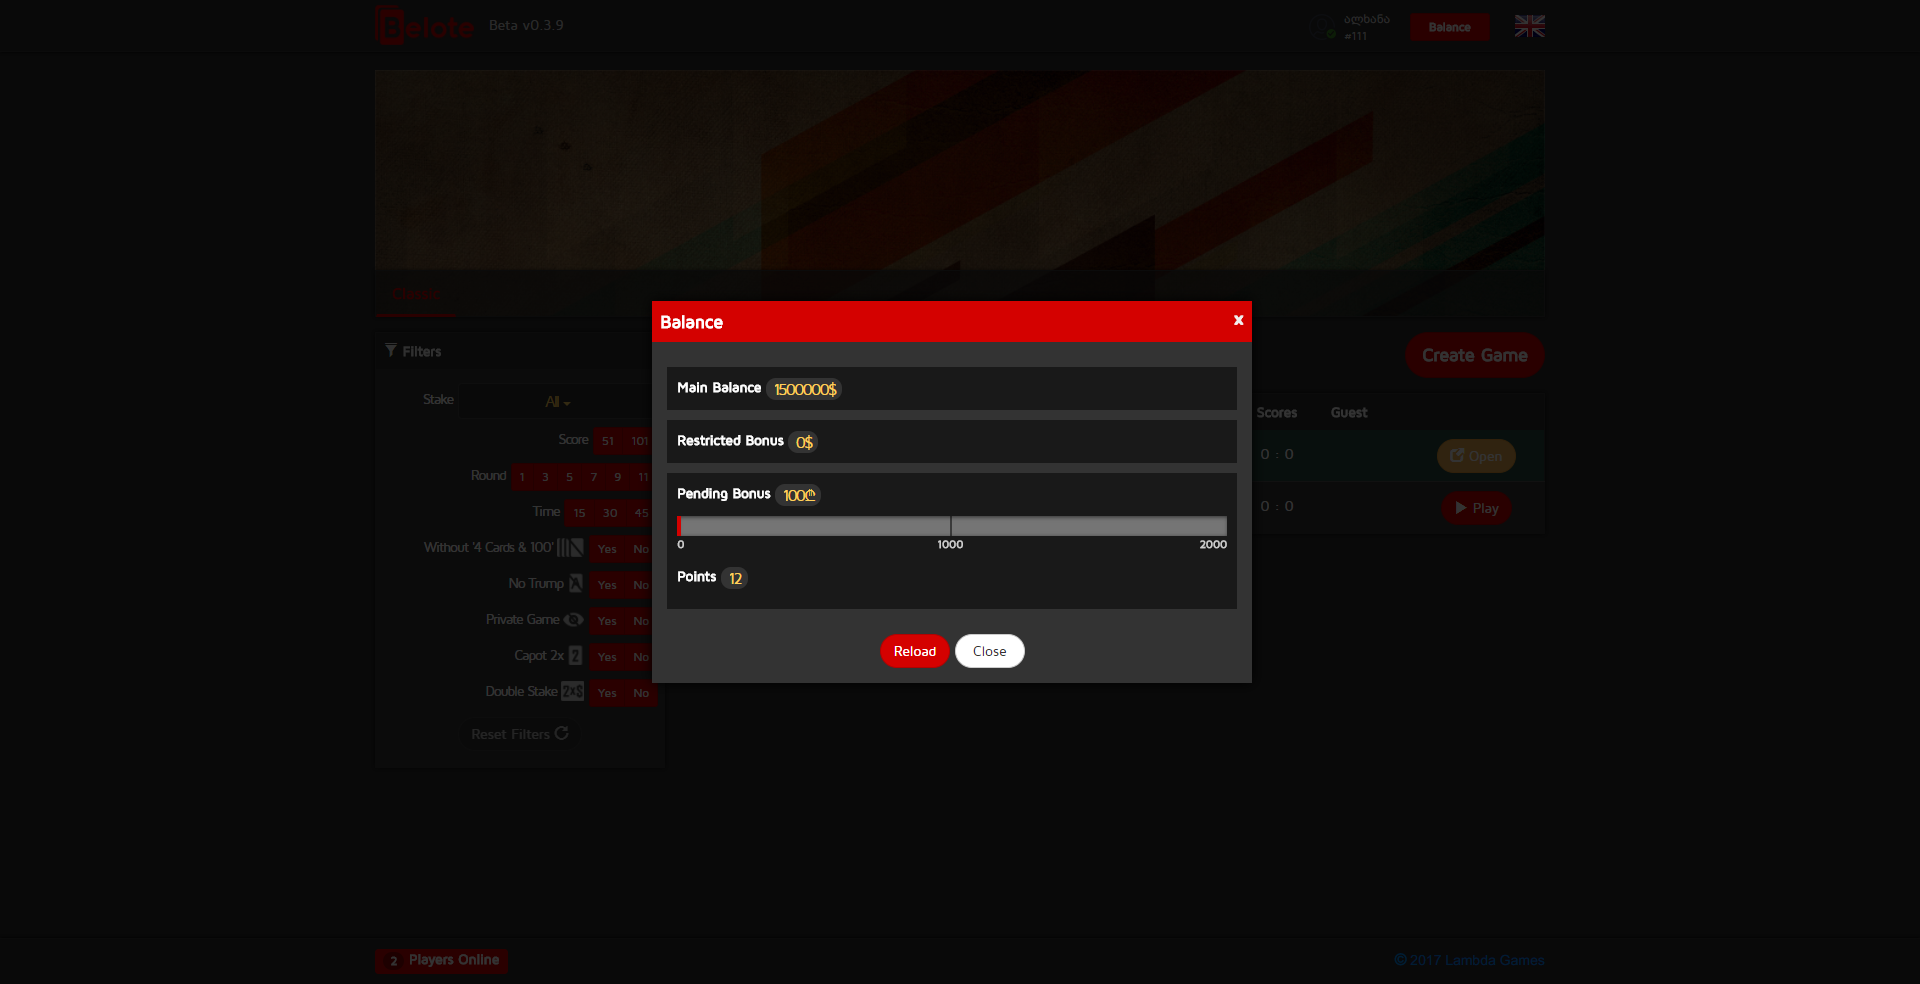 Belote Beta v0.3.9
ალხანა
#111
Balance
Classic
Filters
Stake All
Score 51 101
Round 1 3 5 7 9 11
Time 15 30 45
Without '4 Cards & 100' Yes No
No Trump A Yes No
Private Game Yes No
Capot 2x 2 Yes No
Double Stake 2x$ Yes No
Reset Filters
Balance x
Main Balance 1500000$
Restricted Bonus 0$
Pending Bonus 100₾
0 1000 2000
Points 12
Reload Close
Create Game
Scores Guest
0 : 0 Open
0 : 0 Play
2 Players Online
© 2017 Lambda Games